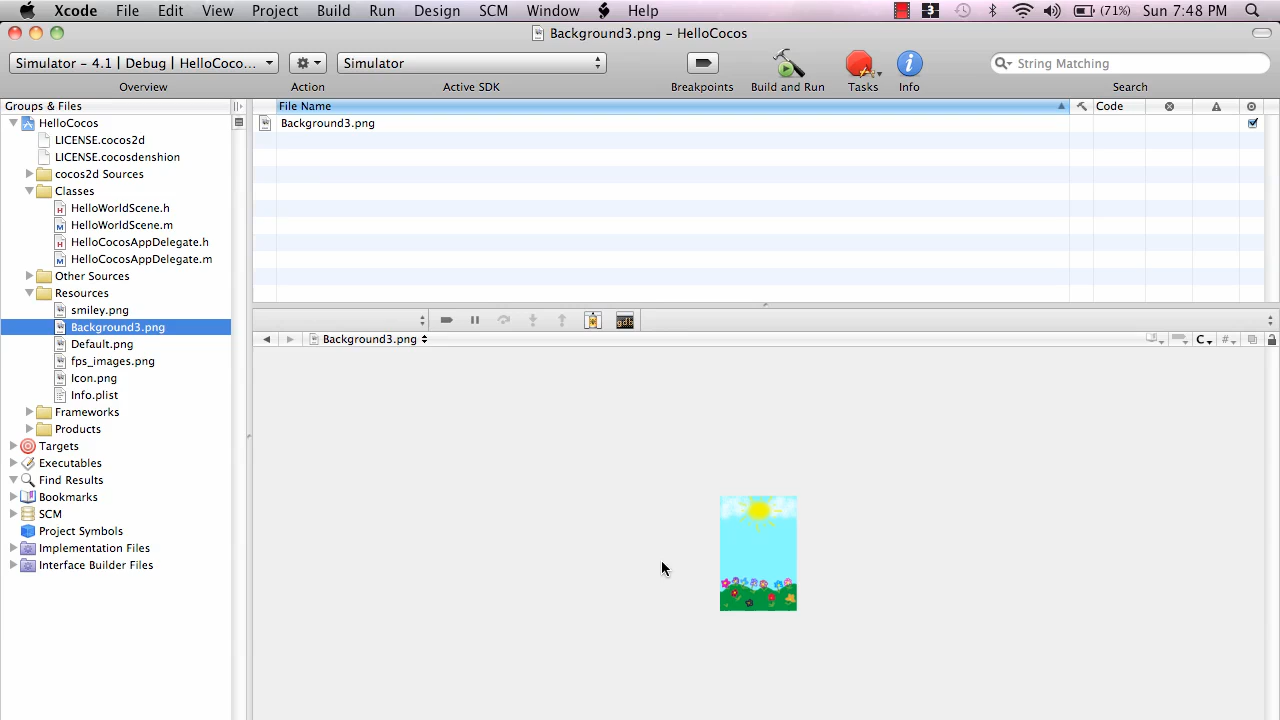 Xcode File Edit View Project Build Run Design SCM Window Help 3 (71%) Sun 7:48 PM
Background3.png – HelloCocos
Simulator – 4.1 | Debug | HelloCoco... Simulator String Matching
Overview Action Active SDK Breakpoints Build and Run Tasks Info Search
Groups & Files File Name Code
HelloCocos Background3.png
LICENSE.cocos2d
LICENSE.cocosdenshion
cocos2d Sources
Classes
HelloWorldScene.h
HelloWorldScene.m
HelloCocosAppDelegate.h
HelloCocosAppDelegate.m
Other Sources
Resources
smiley.png
Background3.png gdb
Default.png Background3.png C #
fps_images.png
Icon.png
Info.plist
Frameworks
Products
Targets
Executables
Find Results
Bookmarks
SCM
Project Symbols
Implementation Files
Interface Builder Files